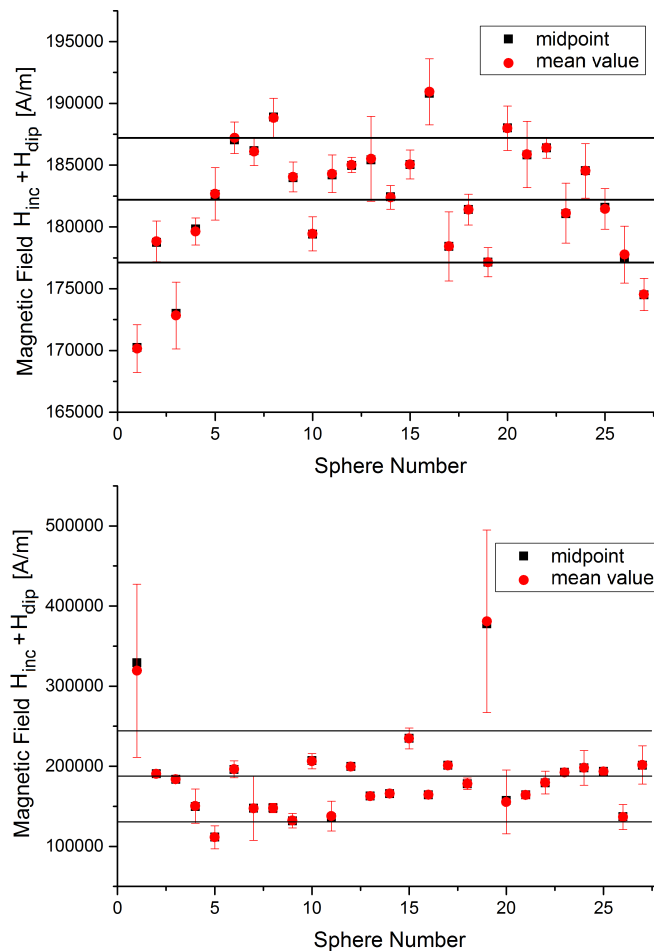 195000
190000
185000
180000
175000
170000
165000
Magnetic Field H_inc + H_dip [A/m]
midpoint
mean value
0 5 10 15 20 25
Sphere Number
500000
400000
300000
200000
100000
Magnetic Field H_inc + H_dip [A/m]
midpoint
mean value
0 5 10 15 20 25
Sphere Number